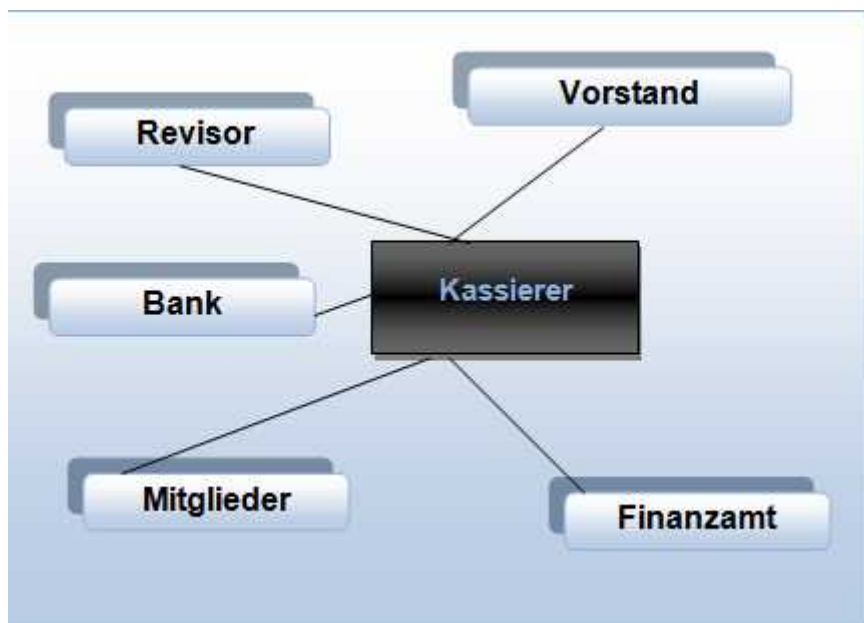 Vorstand
Revisor
Kassierer
Bank
Mitglieder
Finanzamt